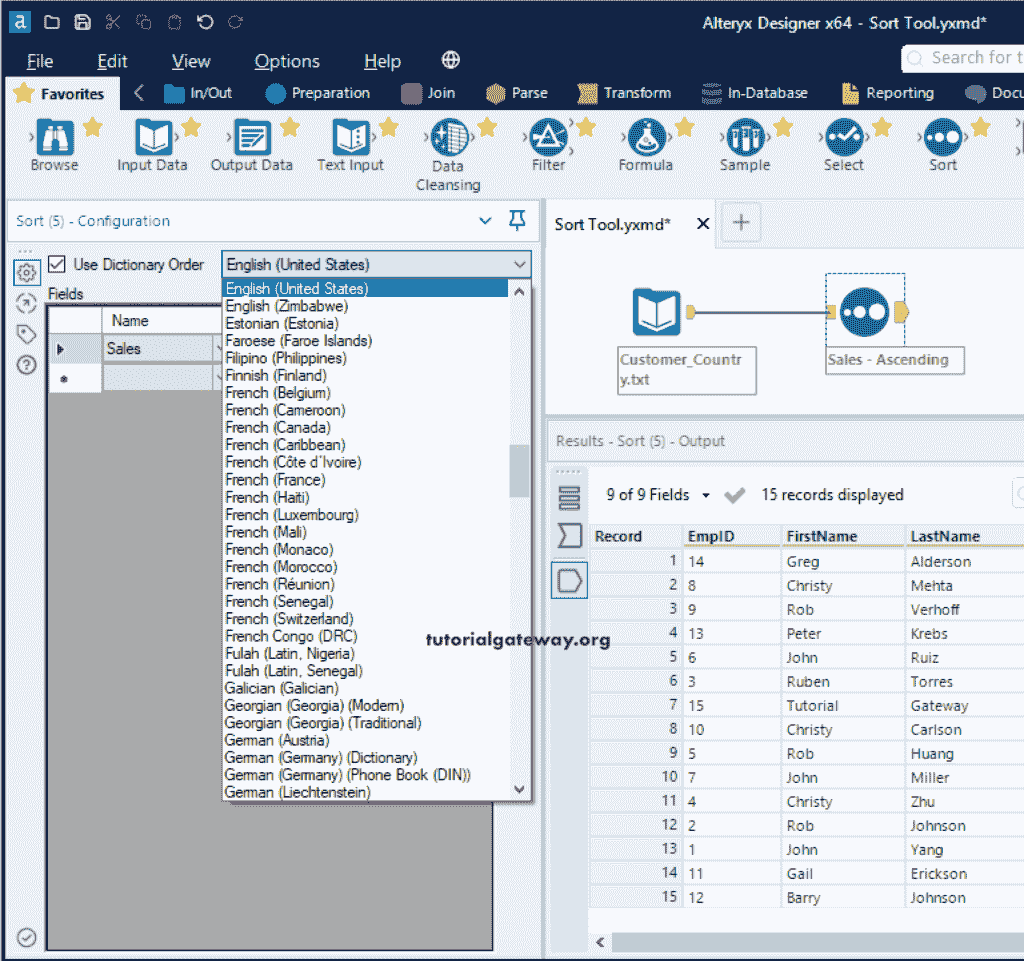 a
Alteryx Designer x64 - Sort Tool.yxmd*
File Edit View Options Help
Search for t
Favorites In/Out Preparation Join Parse Transform In-Database Reporting Docu
Browse Input Data Output Data Text Input Data Cleansing Filter Formula Sample Select Sort
Sort (5) - Configuration
Use Dictionary Order English (United States)
Fields
Name
Sales
English (United States)
English (Zimbabwe)
Estonian (Estonia)
Faroese (Faroe Islands)
Filipino (Philippines)
Finnish (Finland)
French (Belgium)
French (Cameroon)
French (Canada)
French (Caribbean)
French (Côte d'Ivoire)
French (France)
French (Haiti)
French (Luxembourg)
French (Mali)
French (Monaco)
French (Morocco)
French (Réunion)
French (Senegal)
French (Switzerland)
French Congo (DRC)
Fulah (Latin, Nigeria)
Fulah (Latin, Senegal)
Galician (Galician)
Georgian (Georgia) (Modern)
Georgian (Georgia) (Traditional)
German (Austria)
German (Germany) (Dictionary)
German (Germany) (Phone Book (DIN))
German (Liechtenstein)
Sort Tool.yxmd*
Customer_Countr
y.txt
Sales - Ascending
Results - Sort (5) - Output
9 of 9 Fields 15 records displayed
Record EmpID FirstName LastName
1 14 Greg Alderson
2 8 Christy Mehta
3 9 Rob Verhoff
4 13 Peter Krebs
5 6 John Ruiz
6 3 Ruben Torres
7 15 Tutorial Gateway
8 10 Christy Carlson
9 5 Rob Huang
10 7 John Miller
11 4 Christy Zhu
12 2 Rob Johnson
13 1 John Yang
14 11 Gail Erickson
15 12 Barry Johnson
tutorialgateway.org